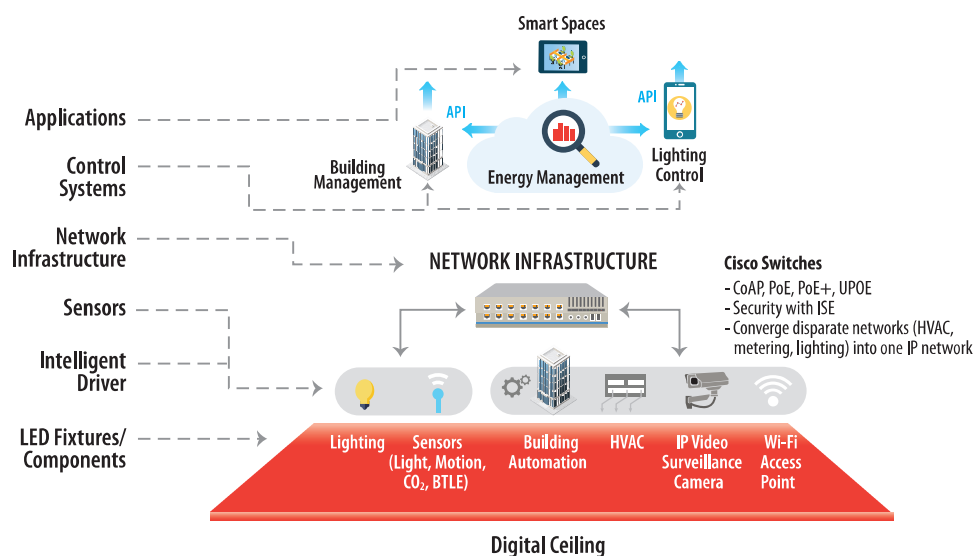 Smart Spaces
API
API
Applications
Building
Management
Energy Management
Lighting
Control
Control
Systems
Network
Infrastructure
NETWORK INFRASTRUCTURE
Cisco Switches
- CoAP, PoE, PoE+, UPOE
- Security with ISE
- Converge disparate networks (HVAC,
metering, lighting) into one IP network
Sensors
Intelligent
Driver
LED Fixtures/
Components
Lighting
Sensors
(Light, Motion,
CO₂, BTLE)
Building
Automation
HVAC
IP Video
Surveillance
Camera
Wi-Fi
Access
Point
Digital Ceiling